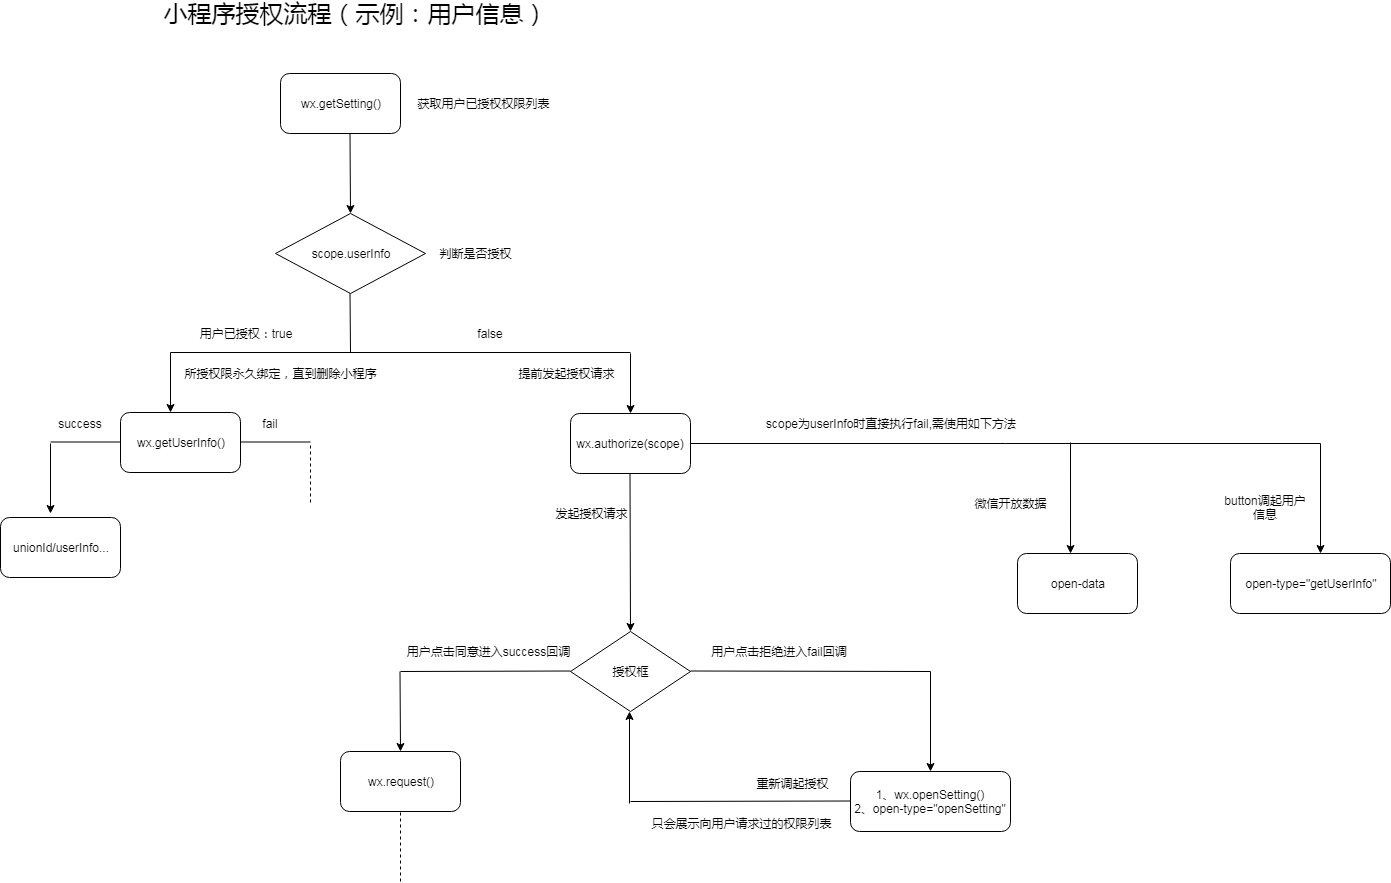 小程序授权流程（示例：用户信息）
wx.getSetting()
获取用户已授权权限列表
scope.userInfo
判断是否授权
用户已授权：true
false
所授权限永久绑定，直到删除小程序
提前发起授权请求
success
fail
wx.getUserInfo()
wx.authorize(scope)
scope为userInfo时直接执行fail,需使用如下方法
unionId/userInfo...
发起授权请求
微信开放数据
button调起用户
信息
open-data
open-type="getUserInfo"
用户点击同意进入success回调
授权框
用户点击拒绝进入fail回调
wx.request()
重新调起授权
1、wx.openSetting()
2、open-type="openSetting"
只会展示向用户请求过的权限列表